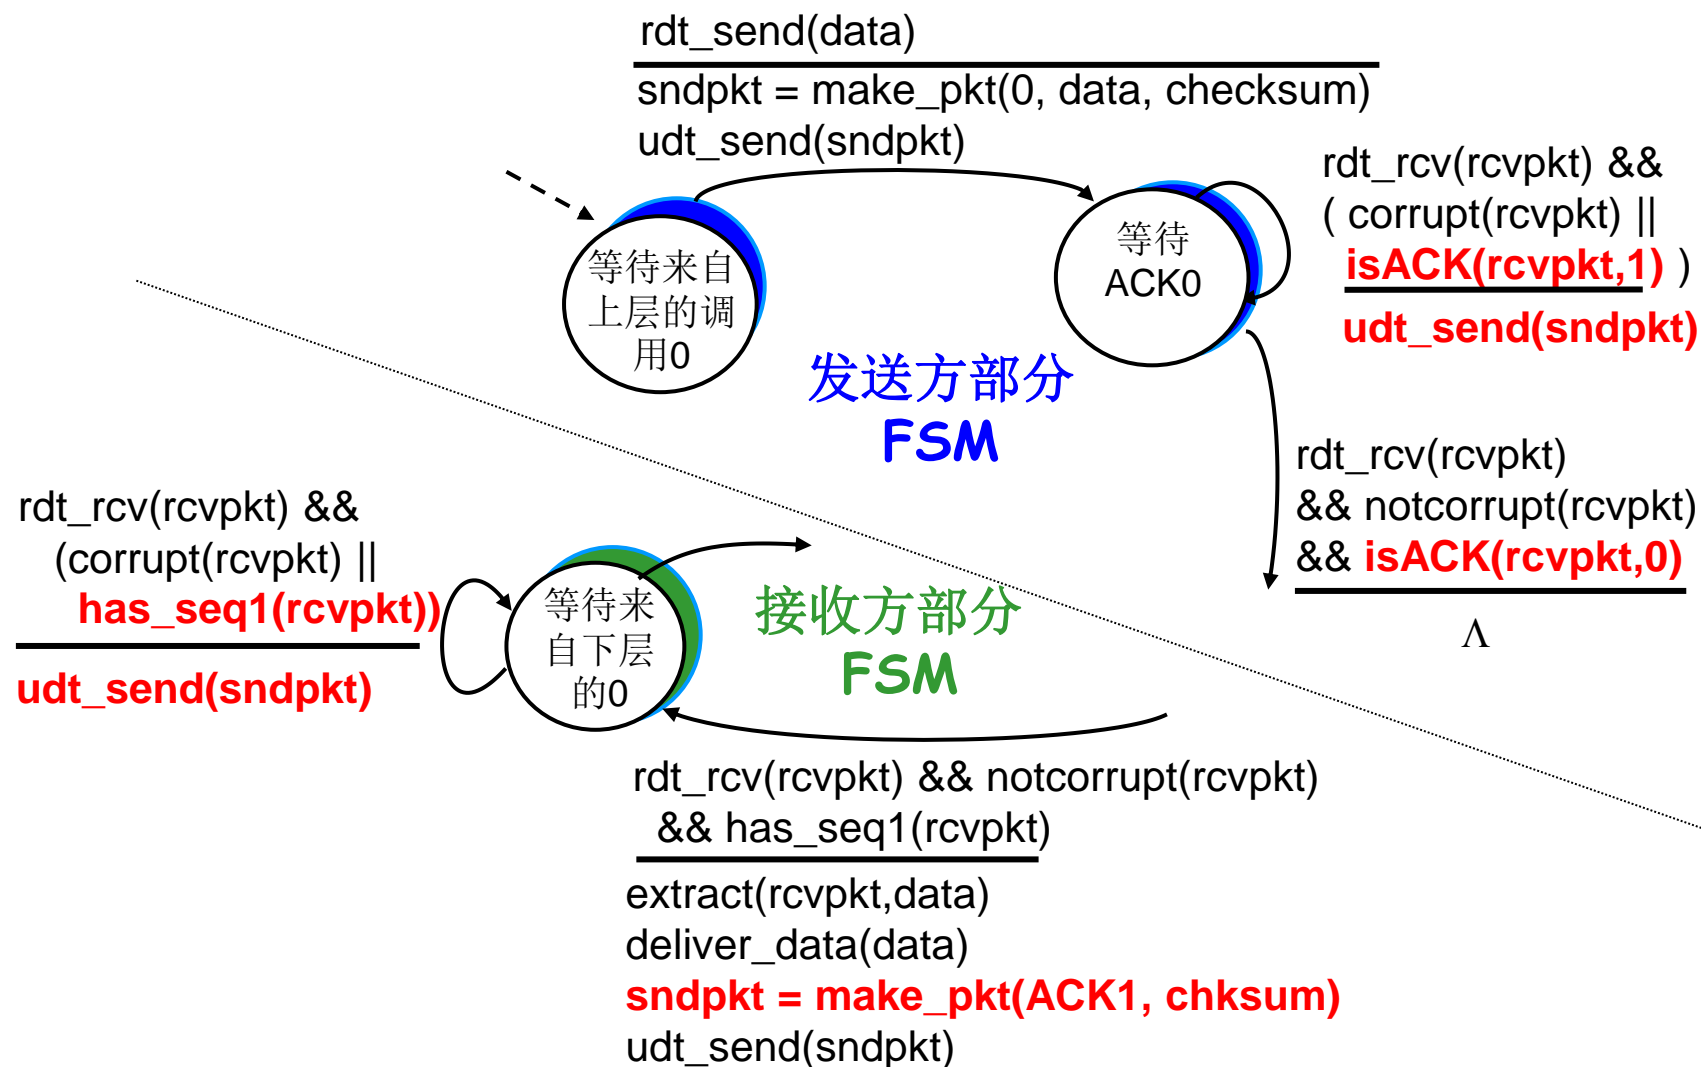 rdt_send(data)
sndpkt = make_pkt(0, data, checksum)
udt_send(sndpkt)
rdt_rcv(rcvpkt) &&
( corrupt(rcvpkt) ||
isACK(rcvpkt,1) )
udt_send(sndpkt)
等待来自
上层的调
用0
等待
ACK0
发送方部分
FSM
rdt_rcv(rcvpkt)
&& notcorrupt(rcvpkt)
&& isACK(rcvpkt,0)
Λ
rdt_rcv(rcvpkt) &&
(corrupt(rcvpkt) ||
has_seq1(rcvpkt))
udt_send(sndpkt)
等待来
自下层
的0
接收方部分
FSM
rdt_rcv(rcvpkt) && notcorrupt(rcvpkt)
&& has_seq1(rcvpkt)
extract(rcvpkt,data)
deliver_data(data)
sndpkt = make_pkt(ACK1, chksum)
udt_send(sndpkt)